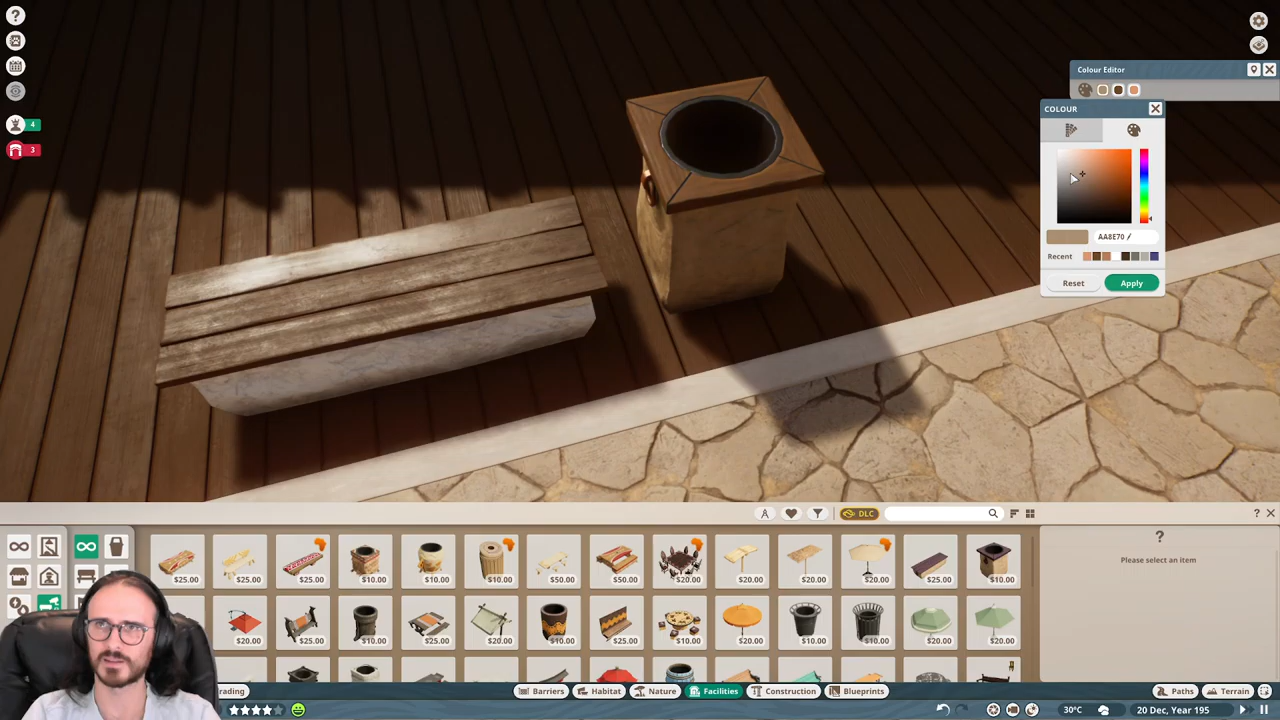 ?
4
3
Colour Editor
COLOUR
AA8E70 /
Recent
Reset
Apply
DLC
?
$25.00 $25.00 $25.00 $10.00 $10.00 $10.00 $50.00 $50.00 $20.00 $20.00 $20.00 $20.00 $25.00 $10.00
?
Please select an item
$20.00 $25.00 $10.00 $25.00 $20.00 $10.00 $25.00 $10.00 $20.00 $10.00 $10.00 $20.00 $20.00
Barriers Habitat Nature Facilities Construction Blueprints Paths Terrain
30°C 20 Dec, Year 195